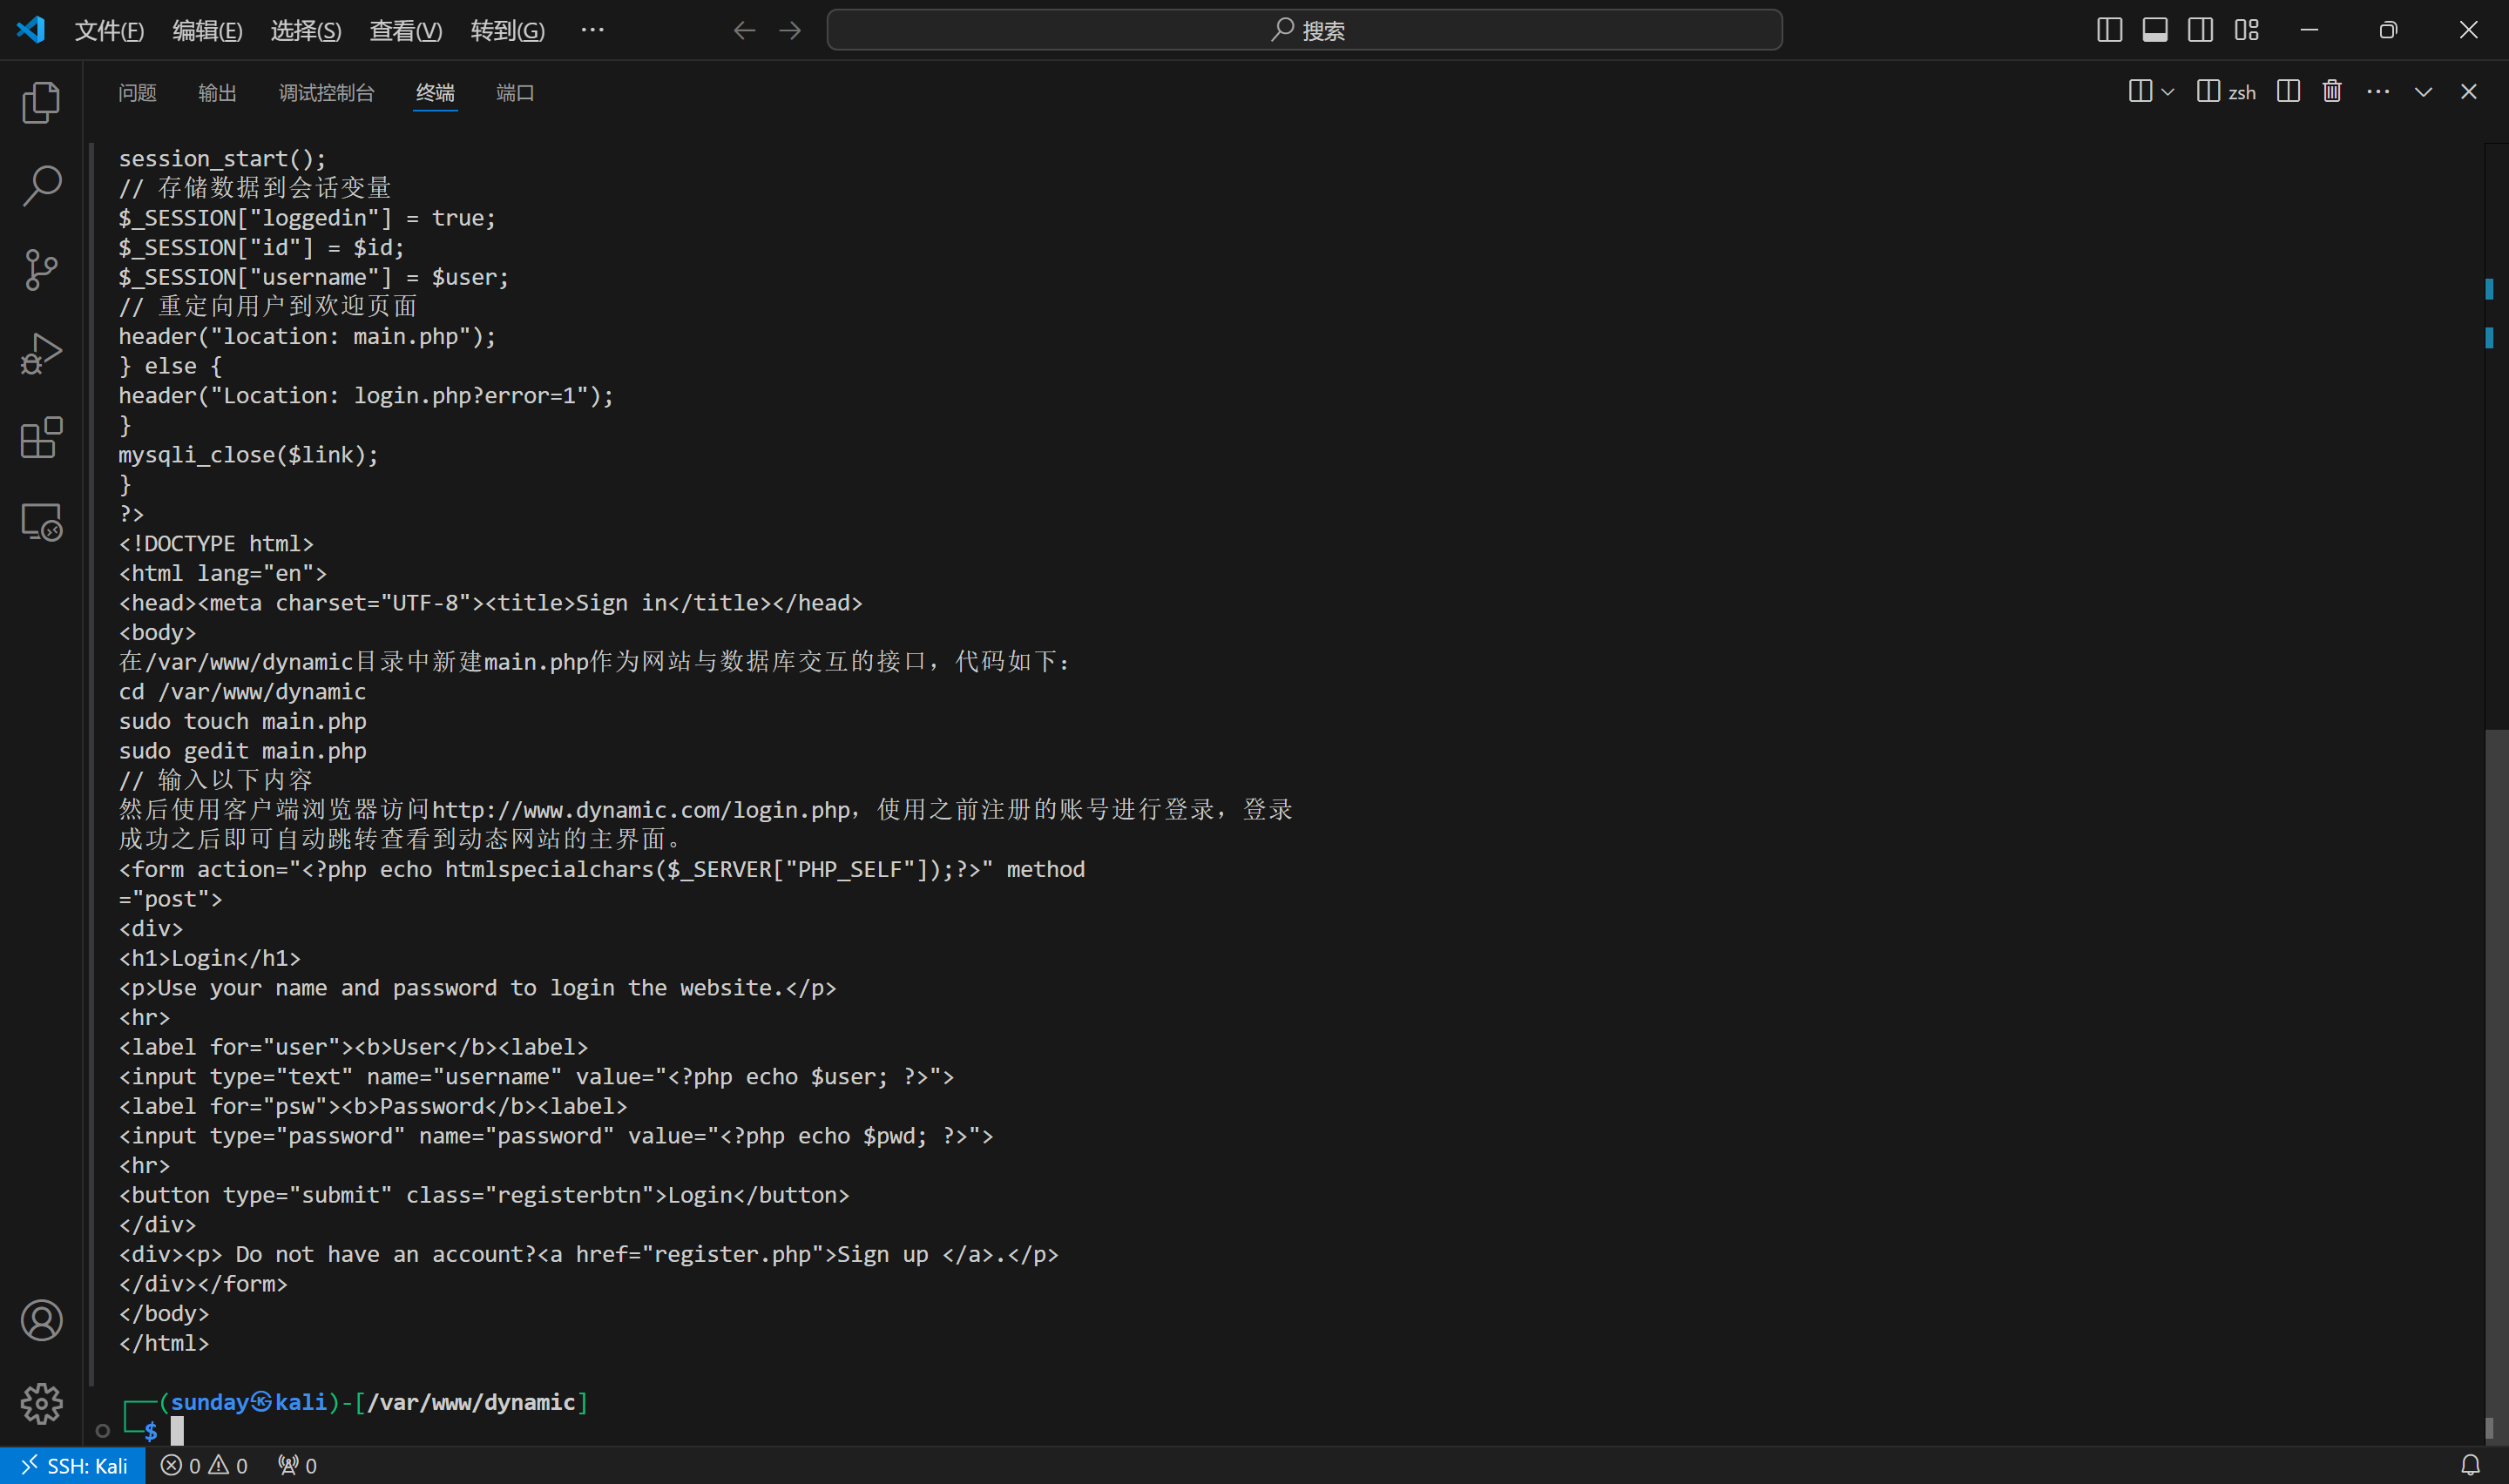 文件(F) 编辑(E) 选择(S) 查看(V) 转到(G) ··· 搜索
问题 输出 调试控制台 终端 端口 zsh
session_start();
// 存储数据到会话变量
$_SESSION["loggedin"] = true;
$_SESSION["id"] = $id;
$_SESSION["username"] = $user;
// 重定向用户到欢迎页面
header("location: main.php");
} else {
header("Location: login.php?error=1");
}
mysqli_close($link);
}
?>
<!DOCTYPE html>
<html lang="en">
<head><meta charset="UTF-8"><title>Sign in</title></head>
<body>
在/var/www/dynamic目录中新建main.php作为网站与数据库交互的接口，代码如下：
cd /var/www/dynamic
sudo touch main.php
sudo gedit main.php
// 输入以下内容
然后使用客户端浏览器访问http://www.dynamic.com/login.php，使用之前注册的账号进行登录，登录
成功之后即可自动跳转查看到动态网站的主界面。
<form action="<?php echo htmlspecialchars($_SERVER["PHP_SELF"]);?>" method
="post">
<div>
<h1>Login</h1>
<p>Use your name and password to login the website.</p>
<hr>
<label for="user"><b>User</b><label>
<input type="text" name="username" value="<?php echo $user; ?>">
<label for="psw"><b>Password</b><label>
<input type="password" name="password" value="<?php echo $pwd; ?>">
<hr>
<button type="submit" class="registerbtn">Login</button>
</div>
<div><p> Do not have an account?<a href="register.php">Sign up </a>.</p>
</div></form>
</body>
</html>
┌──(sunday㉿kali)-[/var/www/dynamic]
└─$
SSH: Kali 0 0 0